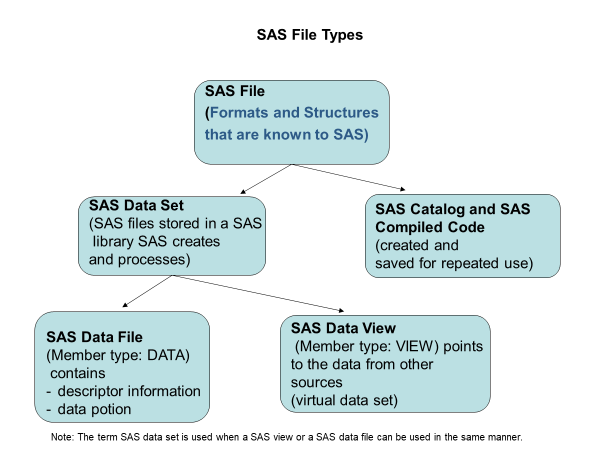 SAS File Types
SAS File
(Formats and Structures
that are known to SAS)
SAS Data Set
(SAS files stored in a SAS
library SAS creates
and processes)
SAS Catalog and SAS
Compiled Code
(created and
saved for repeated use)
SAS Data File
(Member type: DATA)
contains
- descriptor information
- data potion
SAS Data View
(Member type: VIEW) points
to the data from other
sources
(virtual data set)
Note: The term SAS data set is used when a SAS view or a SAS data file can be used in the same manner.